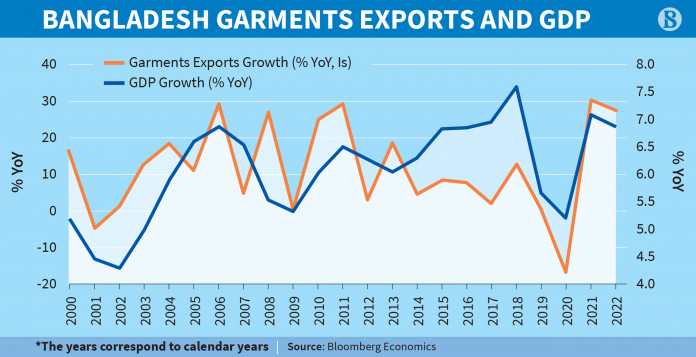 BANGLADESH GARMENTS EXPORTS AND GDP
B
Garments Exports Growth (% YoY, ls)
GDP Growth (% YoY)
% YoY
40
30
20
10
0
-10
-20
8.0
7.5
7.0
6.5
6.0
5.5
5.0
4.5
4.0
% YoY
2000 2001 2002 2003 2004 2005 2006 2007 2008 2009 2010 2011 2012 2013 2014 2015 2016 2017 2018 2019 2020 2021 2022
*The years correspond to calendar years
Source: Bloomberg Economics